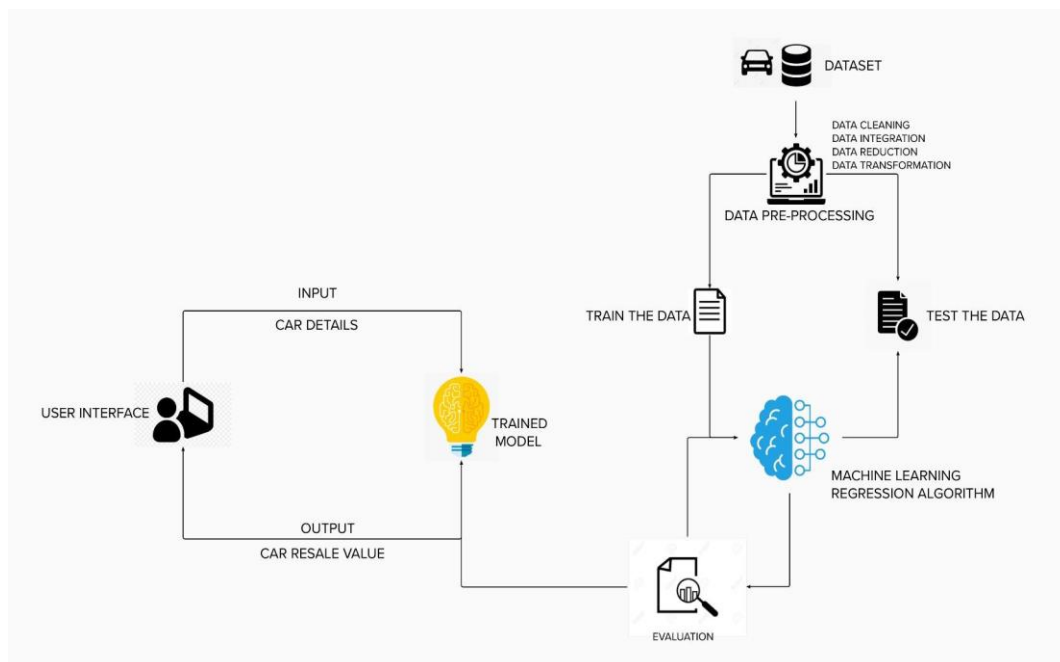 DATASET
DATA CLEANING
DATA INTEGRATION
DATA REDUCTION
DATA TRANSFORMATION
DATA PRE-PROCESSING
INPUT
CAR DETAILS
TRAIN THE DATA
TEST THE DATA
USER INTERFACE
TRAINED
MODEL
MACHINE LEARNING
REGRESSION ALGORITHM
OUTPUT
CAR RESALE VALUE
EVALUATION